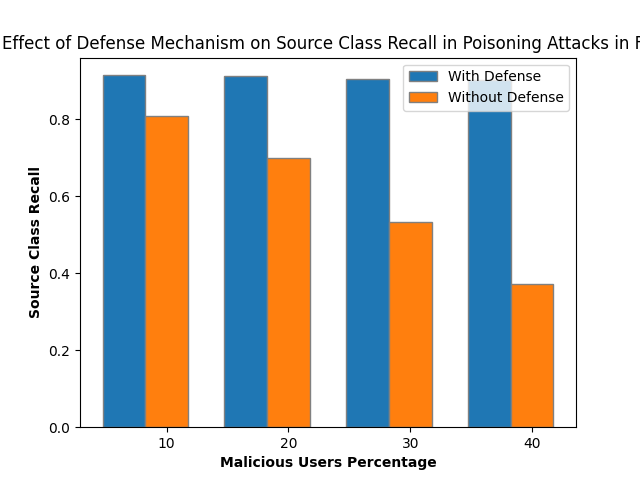 Effect of Defense Mechanism on Source Class Recall in Poisoning Attacks in
With Defense
Without Defense
0.8
0.6
0.4
0.2
0.0
Source Class Recall
10 20 30 40
Malicious Users Percentage